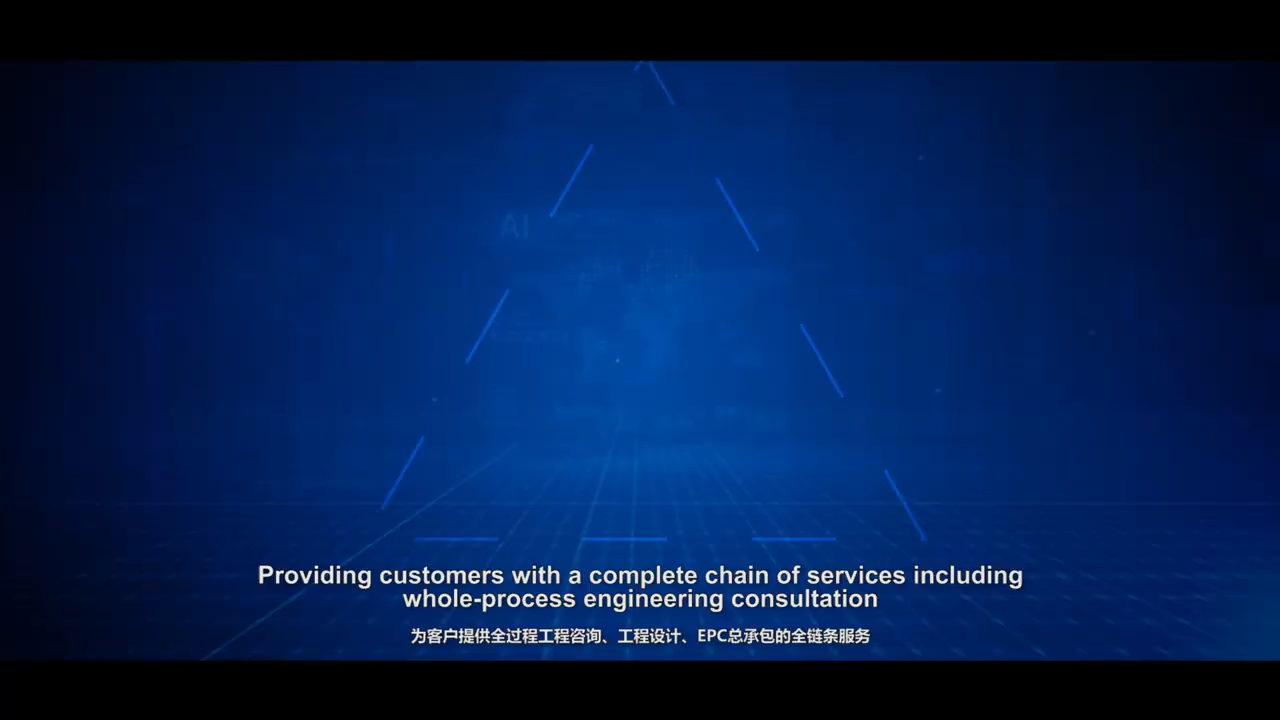 AI
Providing customers with a complete chain of services including
whole-process engineering consultation
为客户提供全过程工程咨询、工程设计、EPC总承包的全链条服务